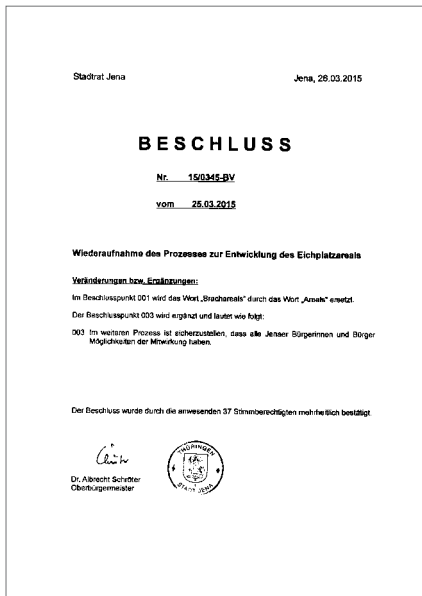 Stadtrat Jena
Jena, 26.03.2015
BESCHLUSS
Nr. 15/0345-BV
vom 25.03.2015
Wiederaufnahme des Prozesses zur Entwicklung des Eichplatzareals
Veränderungen bzw. Ergänzungen:
Im Beschlusspunkt 001 wird das Wort „Brachareals" durch das Wort „Areals" ersetzt.
Der Beschlusspunkt 003 wird ergänzt und lautet wie folgt:
003 Im weiteren Prozess ist sicherzustellen, dass alle Jenaer Bürgerinnen und Bürger
Möglichkeiten der Mitwirkung haben.
Der Beschluss wurde durch die anwesenden 37 Stimmberechtigten mehrheitlich bestätigt.
Dr. Albrecht Schröter
Oberbürgermeister
THÜRINGEN
STADT JENA